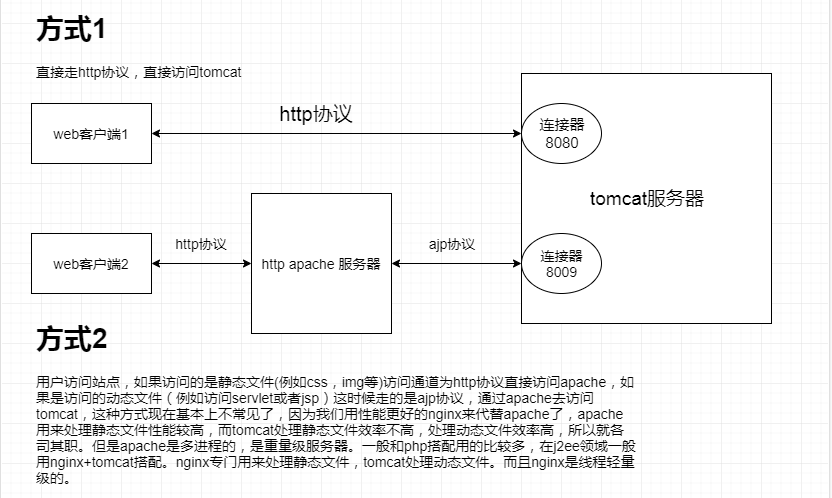 方式1
直接走http协议，直接访问tomcat
http协议
web客户端1
连接器
8080
tomcat服务器
http协议
ajp协议
web客户端2
http apache 服务器
连接器
8009
方式2
用户访问站点，如果访问的是静态文件(例如css，img等)访问通道为http协议直接访问apache，如
果是访问的动态文件（例如访问servlet或者jsp）这时候走的是ajp协议，通过apache去访问
tomcat，这种方式现在基本上不常见了，因为我们用性能更好的nginx来代替apache了，apache
用来处理静态文件性能较高，而tomcat处理静态文件效率不高，处理动态文件效率高，所以就各
司其职。但是apache是多进程的，是重量级服务器。一般和php搭配用的比较多，在j2ee领域一般
用nginx+tomcat搭配。nginx专门用来处理静态文件，tomcat处理动态文件。而且nginx是线程轻量
级的。